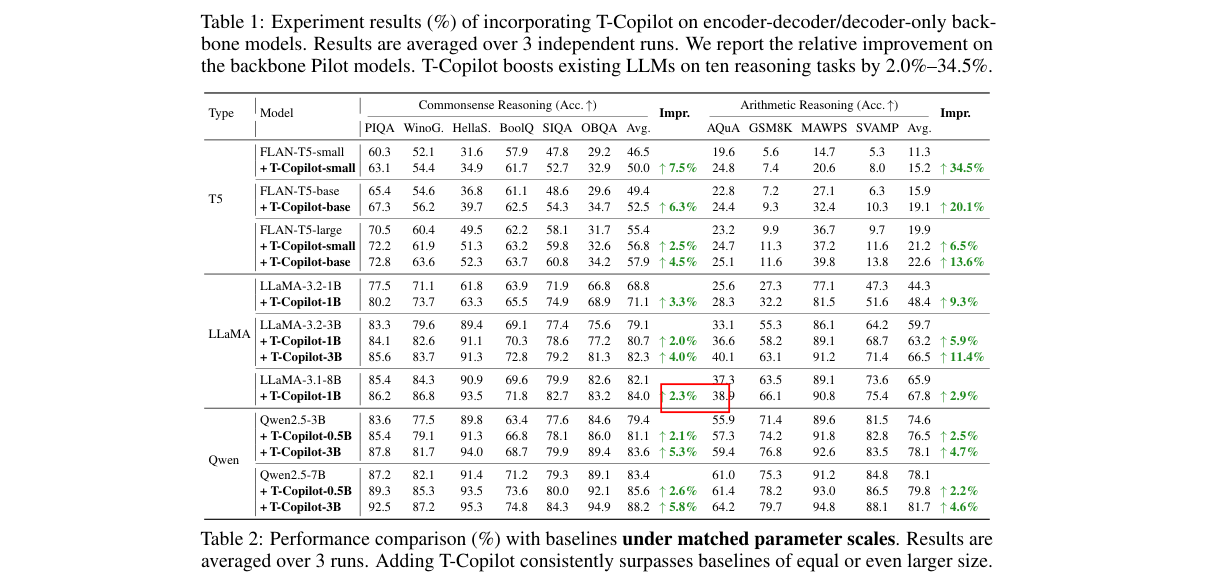 Table 1: Experiment results (%) of incorporating T-Copilot on encoder-decoder/decoder-only back-
bone models. Results are averaged over 3 independent runs. We report the relative improvement on
the backbone Pilot models. T-Copilot boosts existing LLMs on ten reasoning tasks by 2.0%–34.5%.
Type Model Commonsense Reasoning (Acc. ↑) Impr. Arithmetic Reasoning (Acc. ↑) Impr.
PIQA WinoG. HellaS. BoolQ SIQA OBQA Avg. AQuA GSM8K MAWPS SVAMP Avg.
T5
FLAN-T5-small 60.3 52.1 31.6 57.9 47.8 29.2 46.5 19.6 5.6 14.7 5.3 11.3
+ T-Copilot-small 63.1 54.4 34.9 61.7 52.7 32.9 50.0 ↑ 7.5% 24.8 7.4 20.6 8.0 15.2 ↑ 34.5%
FLAN-T5-base 65.4 54.6 36.8 61.1 48.6 29.6 49.4 22.8 7.2 27.1 6.3 15.9
+ T-Copilot-base 67.3 56.2 39.7 62.5 54.3 34.7 52.5 ↑ 6.3% 24.4 9.3 32.4 10.3 19.1 ↑ 20.1%
FLAN-T5-large 70.5 60.4 49.5 62.2 58.1 31.7 55.4 23.2 9.9 36.7 9.7 19.9
+ T-Copilot-small 72.2 61.9 51.3 63.2 59.8 32.6 56.8 ↑ 2.5% 24.7 11.3 37.2 11.6 21.2 ↑ 6.5%
+ T-Copilot-base 72.8 63.6 52.3 63.7 60.8 34.2 57.9 ↑ 4.5% 25.1 11.6 39.8 13.8 22.6 ↑ 13.6%
LLaMA
LLaMA-3.2-1B 77.5 71.1 61.8 63.9 71.9 66.8 68.8 25.6 27.3 77.1 47.3 44.3
+ T-Copilot-1B 80.2 73.7 63.3 65.5 74.9 68.9 71.1 ↑ 3.3% 28.3 32.2 81.5 51.6 48.4 ↑ 9.3%
LLaMA-3.2-3B 83.3 79.6 89.4 69.1 77.4 75.6 79.1 33.1 55.3 86.1 64.2 59.7
+ T-Copilot-1B 84.1 82.6 91.1 70.3 78.6 77.2 80.7 ↑ 2.0% 36.6 58.2 89.1 68.7 63.2 ↑ 5.9%
+ T-Copilot-3B 85.6 83.7 91.3 72.8 79.2 81.3 82.3 ↑ 4.0% 40.1 63.1 91.2 71.4 66.5 ↑ 11.4%
LLaMA-3.1-8B 85.4 84.3 90.9 69.6 79.9 82.6 82.1 37.3 63.5 89.1 73.6 65.9
+ T-Copilot-1B 86.2 86.8 93.5 71.8 82.7 83.2 84.0 ↑ 2.3% 38.9 66.1 90.8 75.4 67.8 ↑ 2.9%
Qwen
Qwen2.5-3B 83.6 77.5 89.8 63.4 77.6 84.6 79.4 55.9 71.4 89.6 81.5 74.6
+ T-Copilot-0.5B 85.4 79.1 91.3 66.8 78.1 86.0 81.1 ↑ 2.1% 57.3 74.2 91.8 82.8 76.5 ↑ 2.5%
+ T-Copilot-3B 87.8 81.7 94.0 68.7 79.9 89.4 83.6 ↑ 5.3% 59.4 76.8 92.6 83.5 78.1 ↑ 4.7%
Qwen2.5-7B 87.2 82.1 91.4 71.2 79.3 89.1 83.4 61.0 75.3 91.2 84.8 78.1
+ T-Copilot-0.5B 89.3 85.3 93.5 73.6 80.0 92.1 85.6 ↑ 2.6% 61.4 78.2 93.0 86.5 79.8 ↑ 2.2%
+ T-Copilot-3B 92.5 87.2 95.3 74.8 84.3 94.9 88.2 ↑ 5.8% 64.2 79.7 94.8 88.1 81.7 ↑ 4.6%
Table 2: Performance comparison (%) with baselines under matched parameter scales. Results are
averaged over 3 runs. Adding T-Copilot consistently surpasses baselines of equal or even larger size.